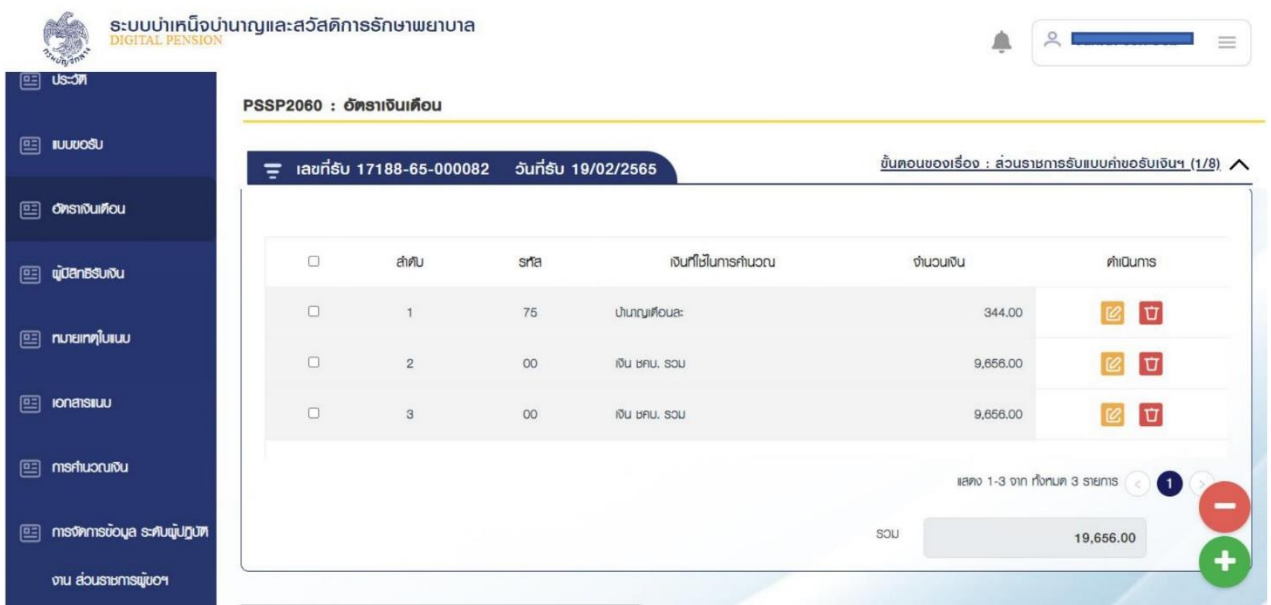 ระบบบำเหน็จบำนาญและสวัสดิการรักษาพยาบาล
DIGITAL PENSION
กรมบัญชีกลาง
ประวัติ
PSSP2060 : อัตราเงินเดือน
แบบขอรับ
เลขที่รับ 17188-65-000082 วันที่รับ 19/02/2565
ขั้นตอนของเรื่อง : ส่วนราชการรับแบบคำขอรับเงินฯ (1/8)
อัตราเงินเดือน
ผู้มีสิทธิรับเงิน
หมายเหตุในแบบ
เอกสารแนบ
การคำนวณเงิน
การจัดการข้อมูล ระดับผู้ปฏิบัติ
งาน ส่วนราชการผู้ขอฯ
ลำดับ รหัส เงินที่ใช้ในการคำนวณ จำนวนเงิน ดำเนินการ
1 75 บำนาญเดือนละ 344.00
2 00 เงิน ชคบ. รวม 9,656.00
3 00 เงิน ชคบ. รวม 9,656.00
แสดง 1-3 จาก ทั้งหมด 3 รายการ < 1 >
รวม 19,656.00